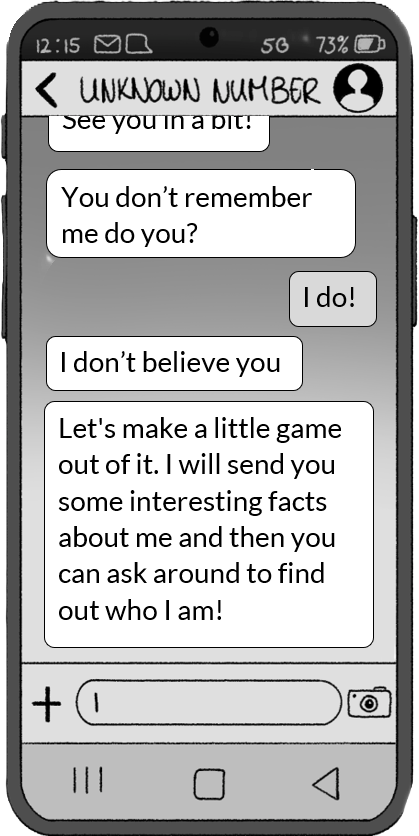 12:15 5G 73%
UNKNOWN NUMBER
See you in a bit!
You don't remember
me do you?
I do!
I don't believe you
Let's make a little game
out of it. I will send you
some interesting facts
about me and then you
can ask around to find
out who I am!